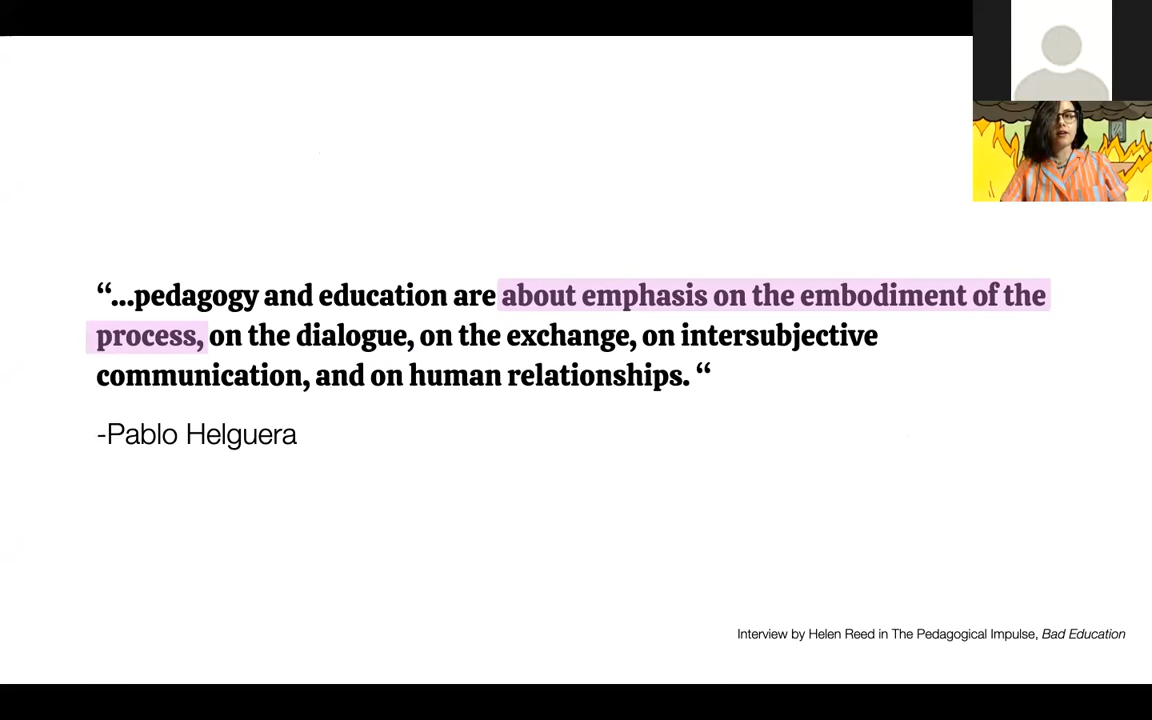 “...pedagogy and education are about emphasis on the embodiment of the
process, on the dialogue, on the exchange, on intersubjective
communication, and on human relationships. “
-Pablo Helguera
Interview by Helen Reed in The Pedagogical Impulse, Bad Education